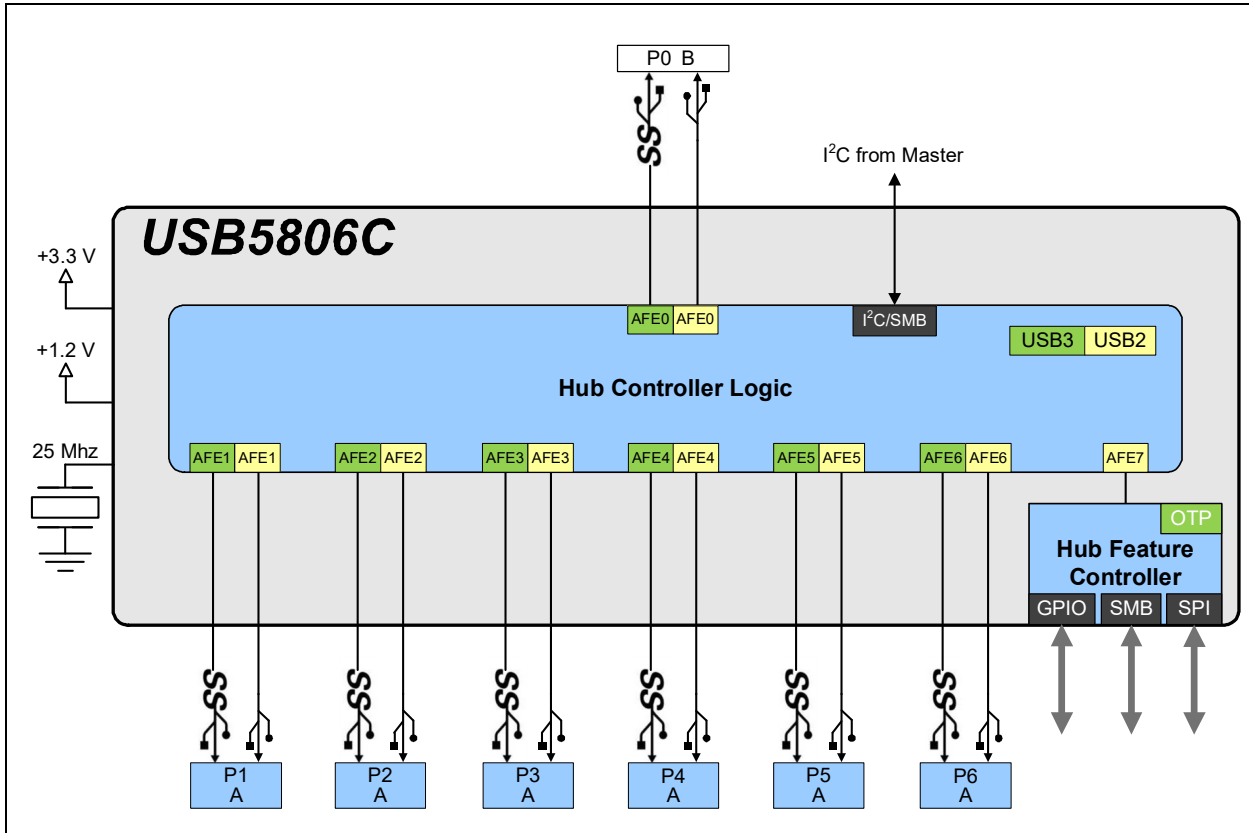 P0 B
SS
I²C from Master
USB5806C
+3.3 V
AFE0 AFE0
I²C/SMB
USB3 USB2
+1.2 V
Hub Controller Logic
25 Mhz
AFE1 AFE1 AFE2 AFE2 AFE3 AFE3 AFE4 AFE4 AFE5 AFE5 AFE6 AFE6 AFE7
OTP
Hub Feature
Controller
GPIO SMB SPI
SS SS SS SS SS SS
P1
A
P2
A
P3
A
P4
A
P5
A
P6
A